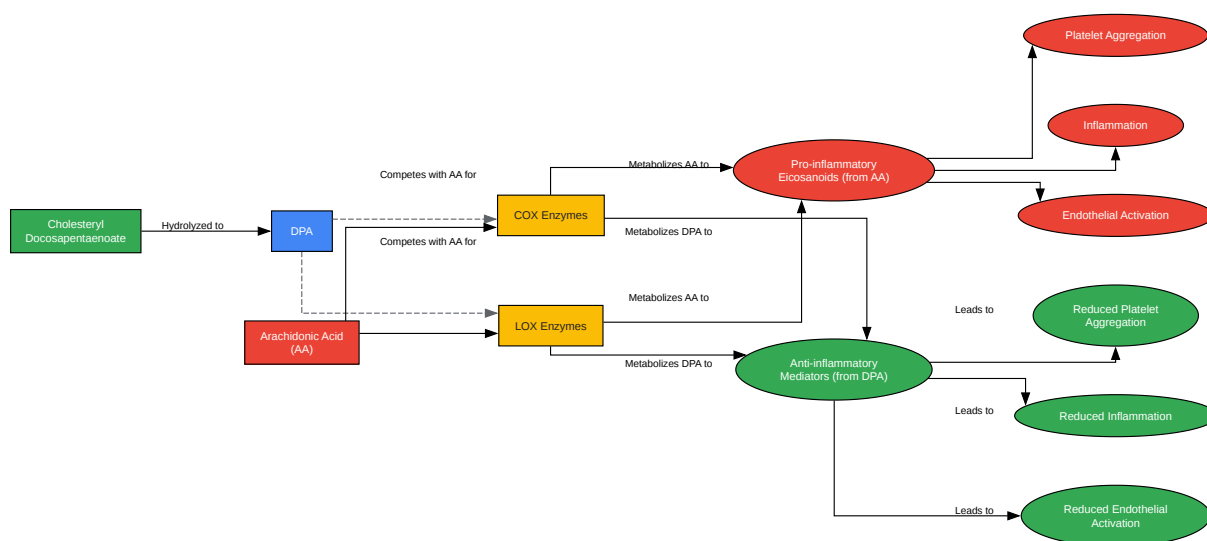 Platelet Aggregation
Inflammation
Metabolizes AA to
Pro-inflammatory
Eicosanoids (from AA)
Competes with AA for
COX Enzymes
Endothelial Activation
Cholesteryl
Docosapentaenoate
Hydrolyzed to
DPA
Metabolizes DPA to
Competes with AA for
Metabolizes AA to
Leads to
Reduced Platelet
Aggregation
LOX Enzymes
Arachidonic Acid
(AA)
Metabolizes DPA to
Anti-inflammatory
Mediators (from DPA)
Leads to
Reduced Inflammation
Leads to
Reduced Endothelial
Activation